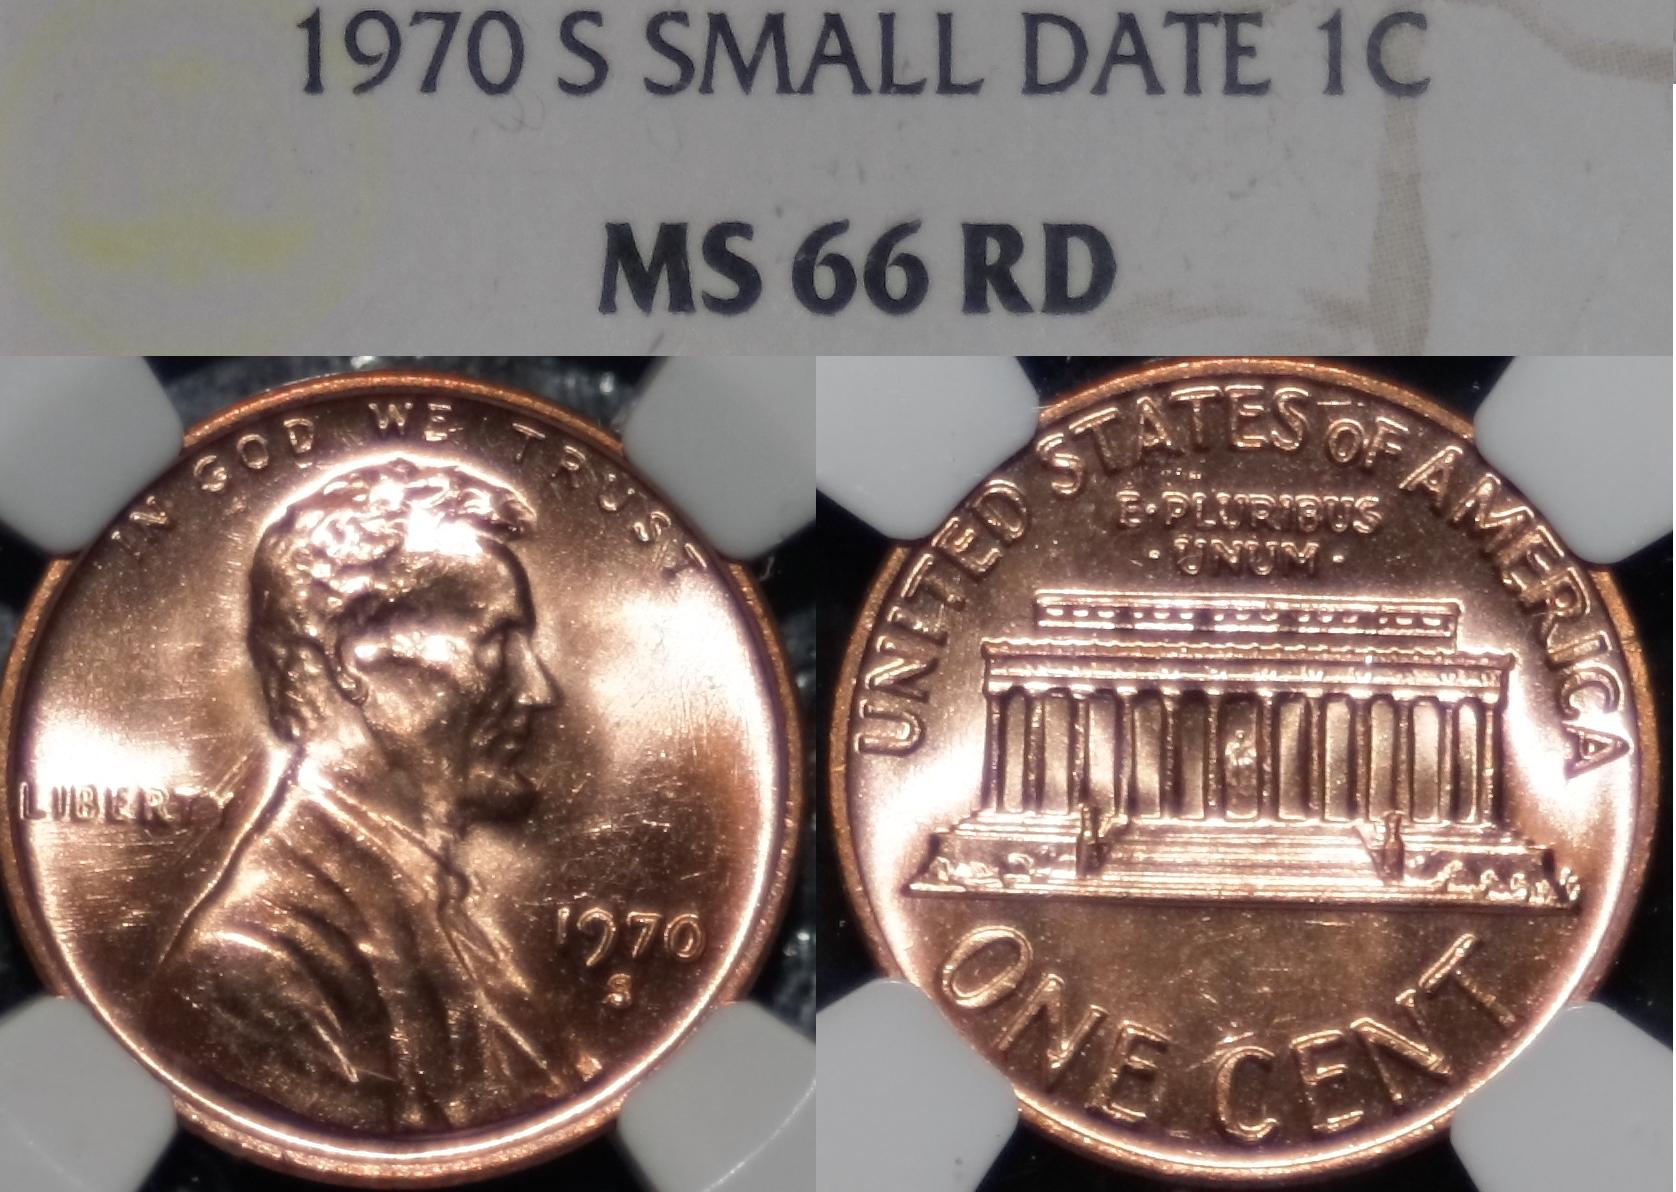 1970 S SMALL DATE 1C
MS 66 RD
IN GOD WE TRUST
LIBERTY
1970
S
UNITED STATES OF AMERICA
E·PLURIBUS
·UNUM·
ONE CENT